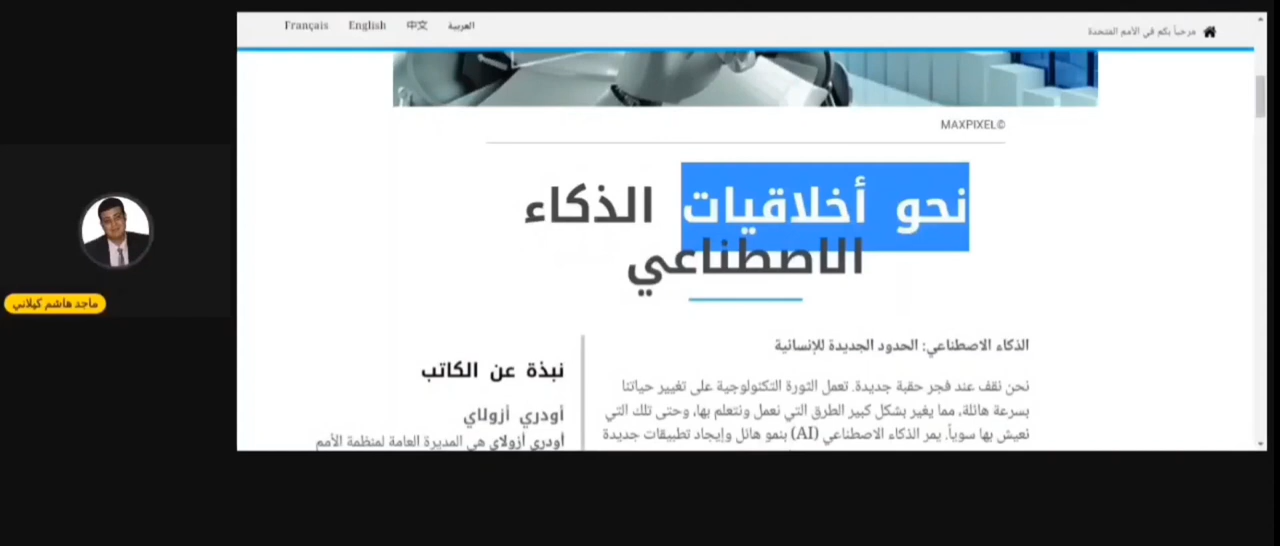 مرحباً بكم في الأمم المتحدة
العربية
中文
English
Français
MAXPIXEL©
نحو أخلاقيات الذكاء
الاصطناعي
الذكاء الاصطناعي: الحدود الجديدة للإنسانية
نحن نقف عند فجر حقبة جديدة. تعمل الثورة التكنولوجية على تغيير حياتنا
بسرعة هائلة، مما يغير بشكل كبير الطرق التي نعمل ونتعلم بها، وحتى تلك التي
نعيش بها سوياً. يمر الذكاء الاصطناعي (AI) بنمو هائل وإيجاد تطبيقات جديدة
نبذة عن الكاتب
أودري أزولاي
أودري أزولاي هي المديرة العامة لمنظمة الأمم
ماجد هاشم كيلاني